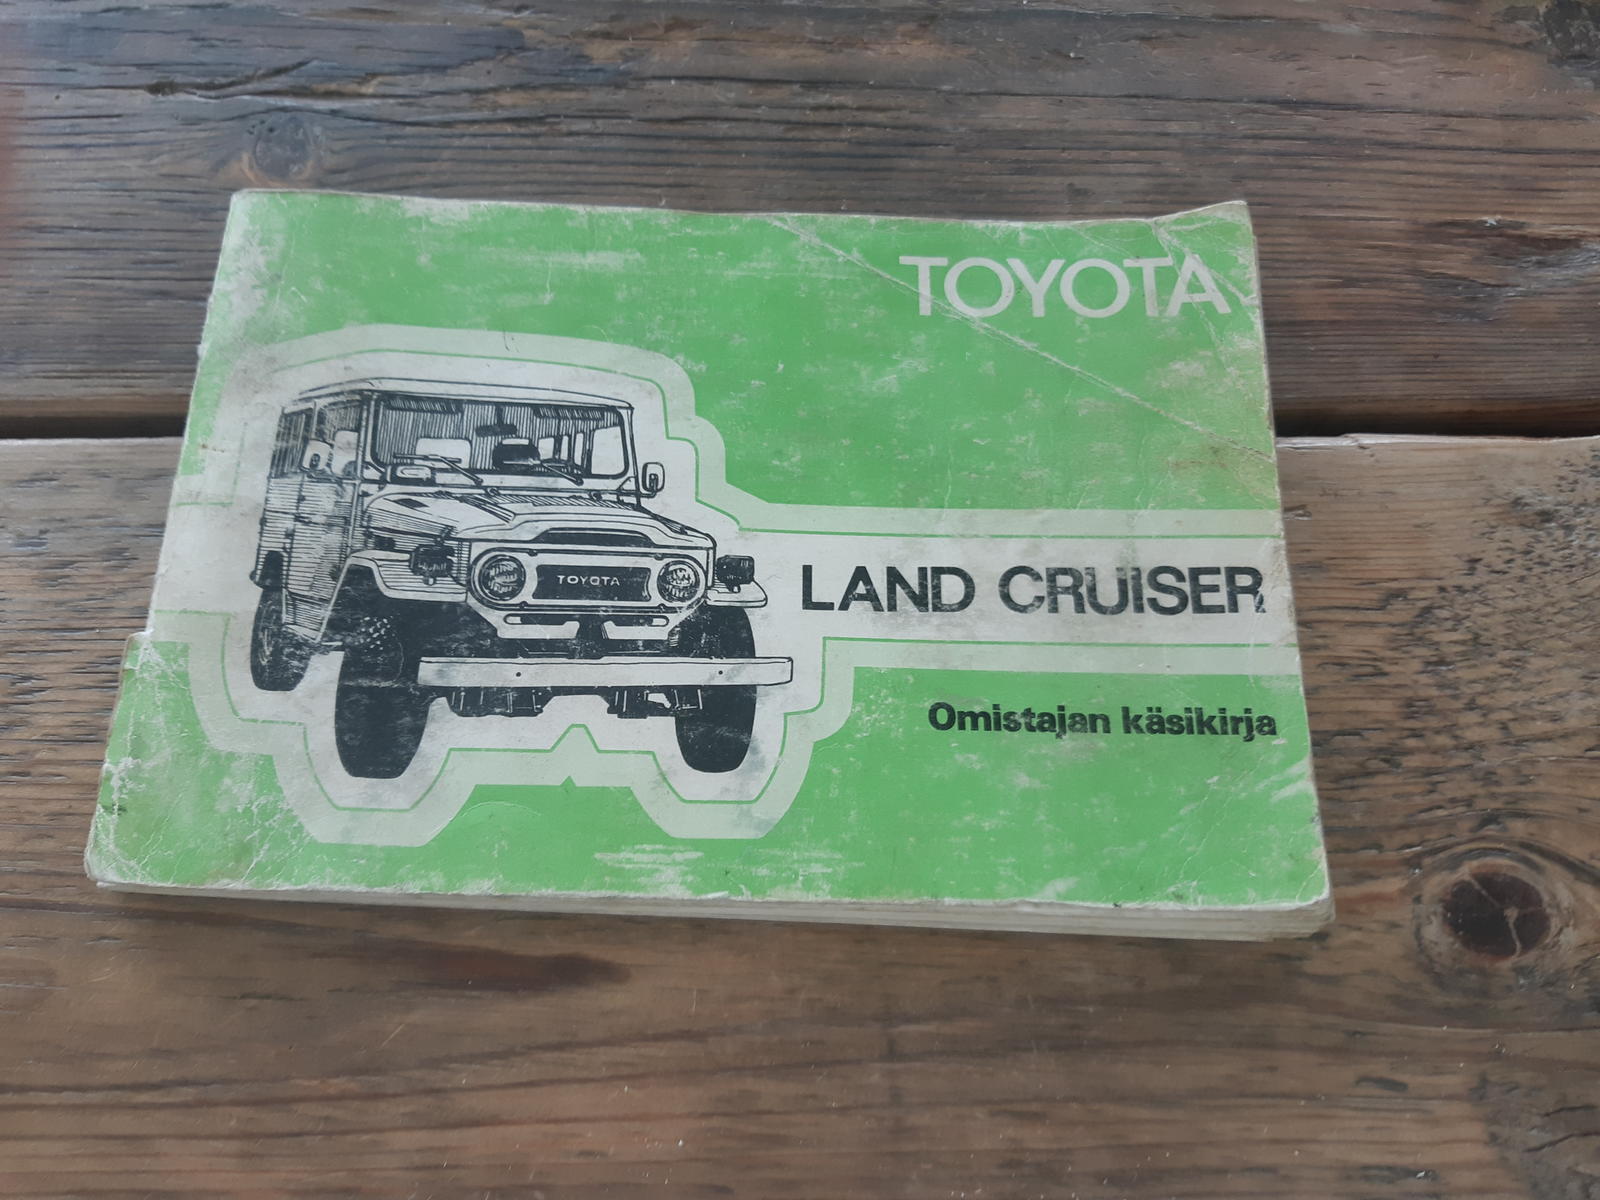 TOYOTA
TOYOTA
LAND CRUISER
Omistajan käsikirja